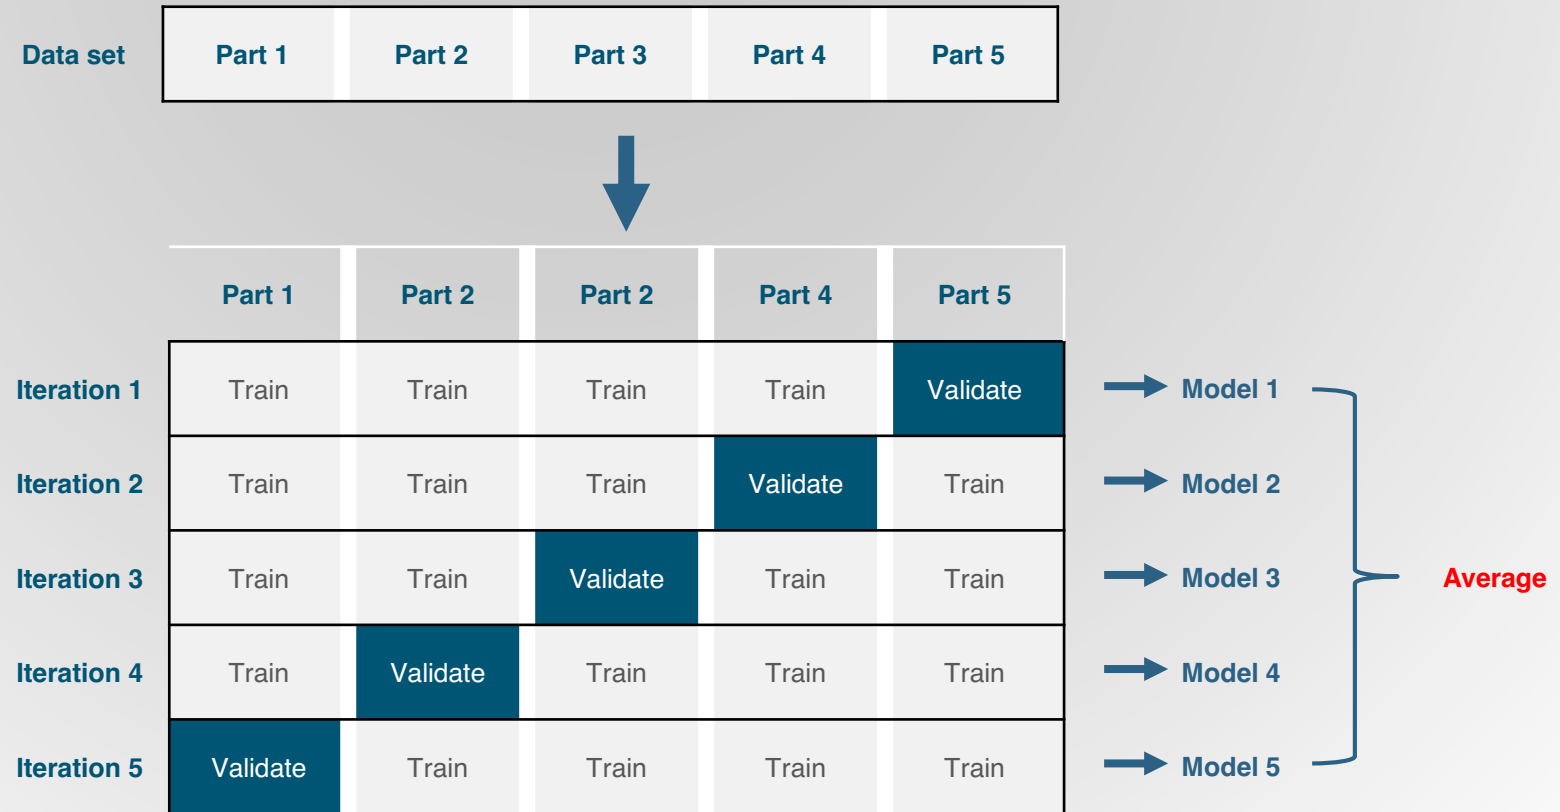 Data set Part 1 Part 2 Part 3 Part 4 Part 5
Part 1 Part 2 Part 2 Part 4 Part 5
Iteration 1 Train Train Train Train Validate Model 1
Iteration 2 Train Train Train Validate Train Model 2
Iteration 3 Train Train Validate Train Train Model 3 Average
Iteration 4 Train Validate Train Train Train Model 4
Iteration 5 Validate Train Train Train Train Model 5